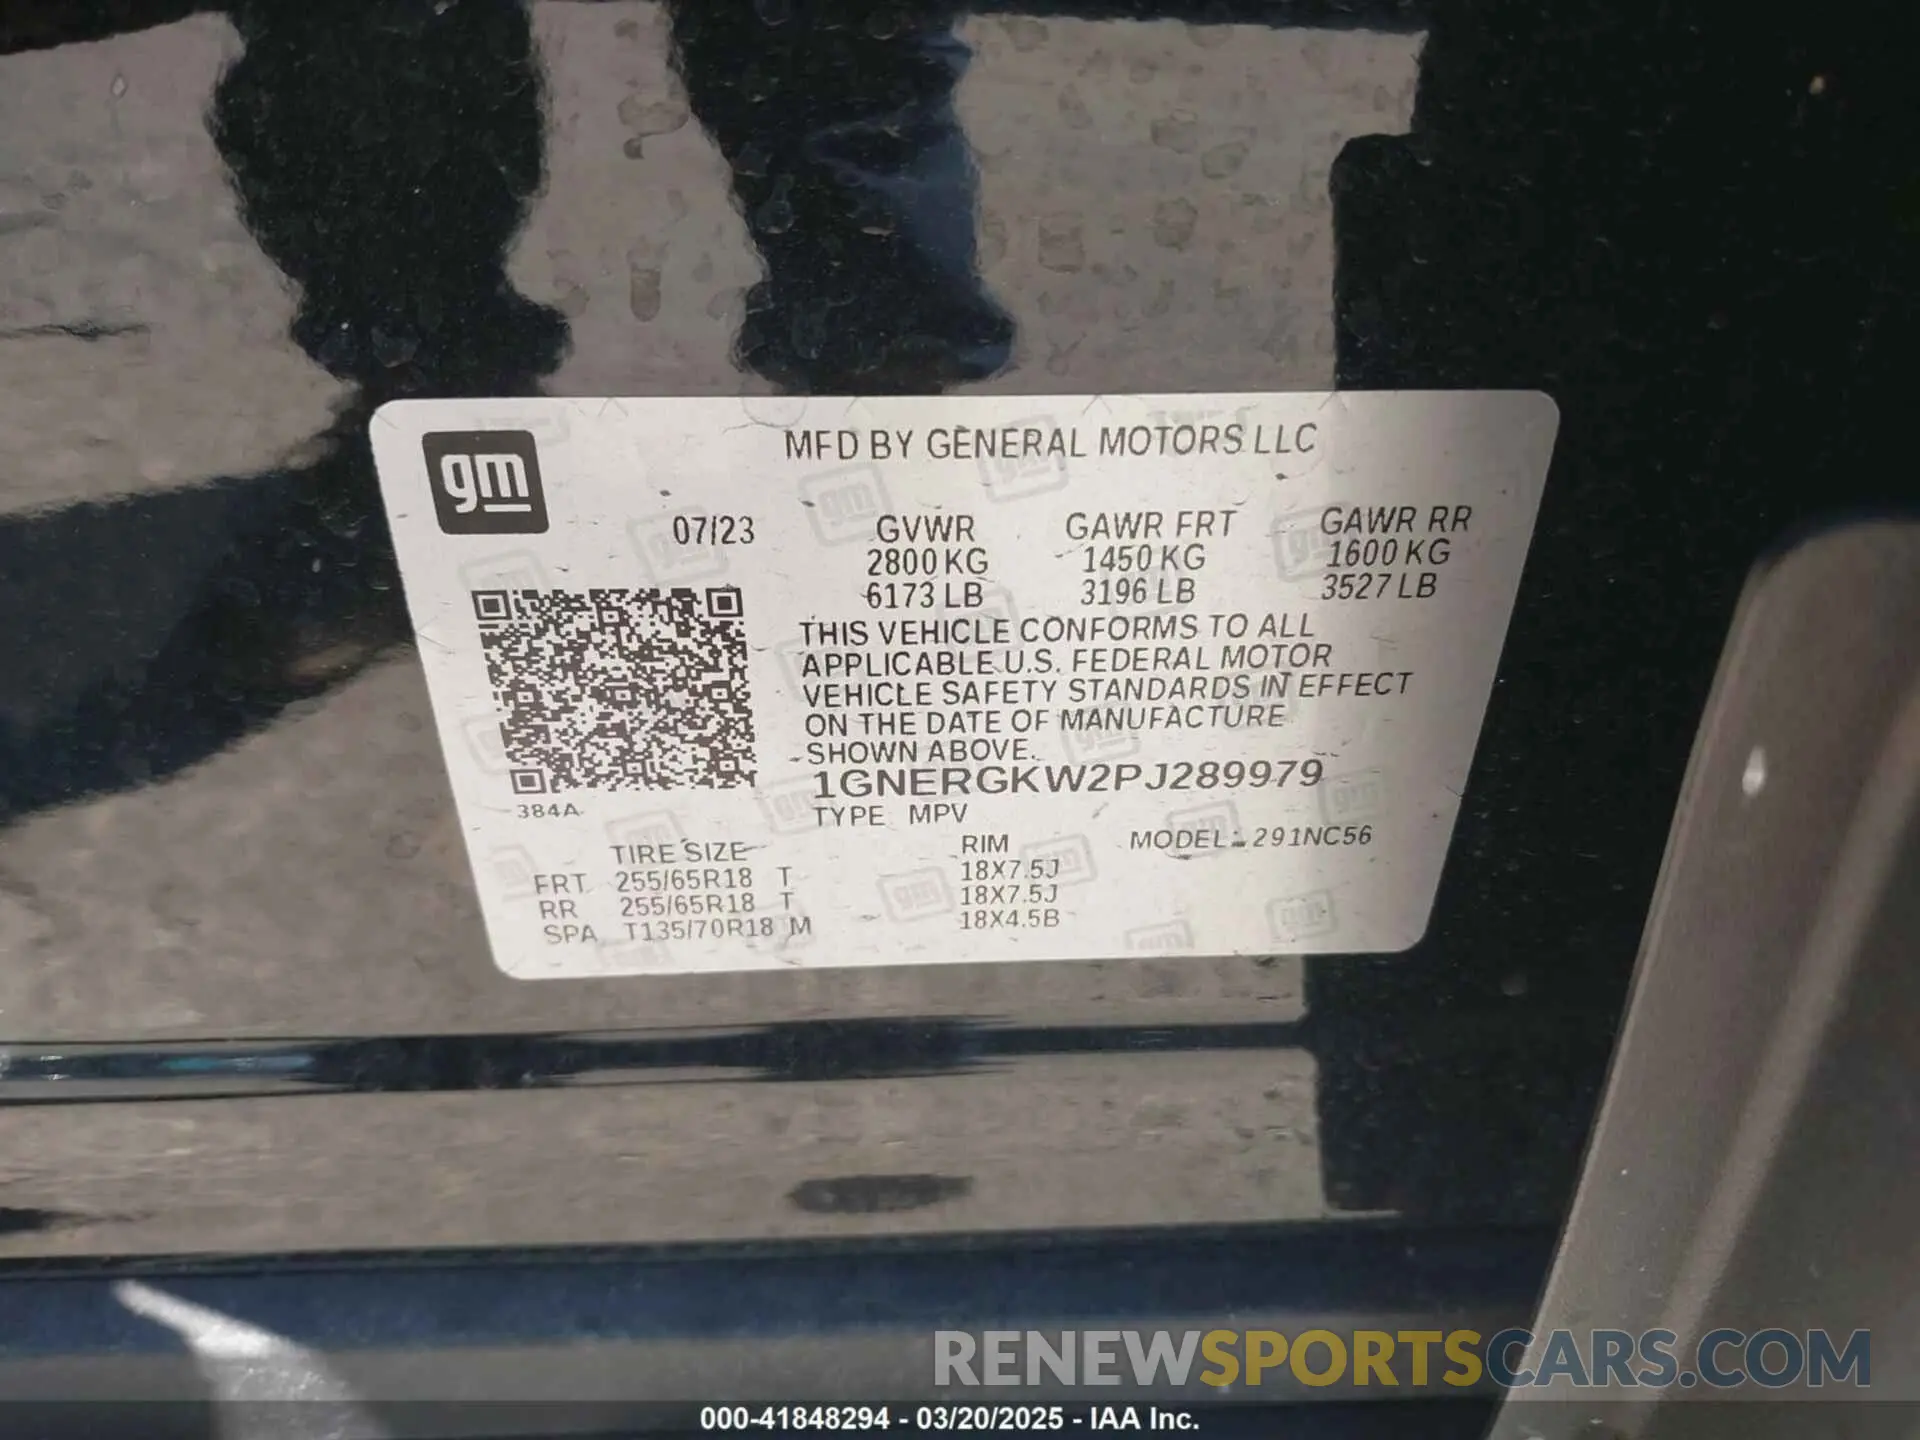 gm
MFD BY GENERAL MOTORS LLC
07/23
GVWR GAWR FRT GAWR RR
2800 KG 1450 KG 1600 KG
6173 LB 3196 LB 3527 LB
THIS VEHICLE CONFORMS TO ALL
APPLICABLE U.S. FEDERAL MOTOR
VEHICLE SAFETY STANDARDS IN EFFECT
ON THE DATE OF MANUFACTURE
SHOWN ABOVE.
1GNERGKW2PJ289979
384A
TYPE MPV
TIRE SIZE RIM MODEL: 291NC56
FRT 255/65R18 T 18X7.5J
RR 255/65R18 T 18X7.5J
SPA T135/70R18 M 18X4.5B
RENEWSPORTSCARS.COM
000-41848294 - 03/20/2025 - IAA Inc.